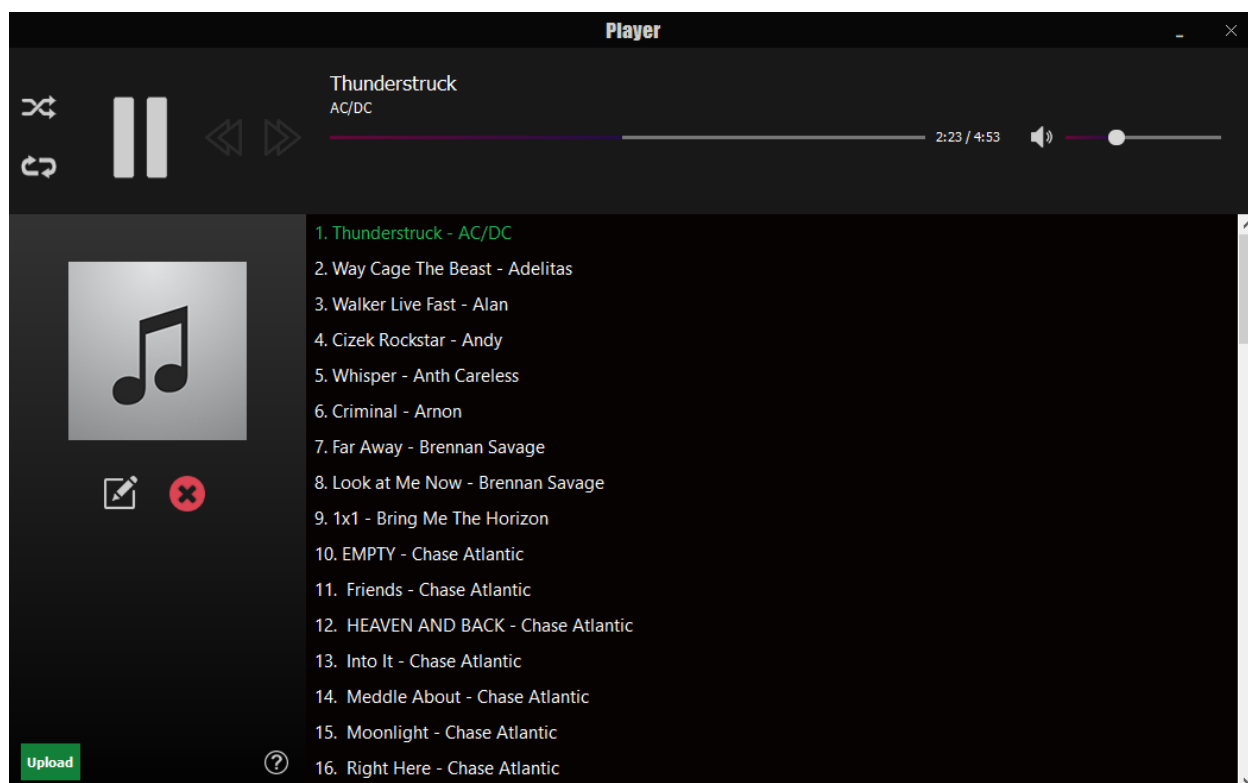 Player
Thunderstruck
AC/DC
2:23 / 4:53
1. Thunderstruck - AC/DC
2. Way Cage The Beast - Adelitas
3. Walker Live Fast - Alan
4. Cizek Rockstar - Andy
5. Whisper - Anth Careless
6. Criminal - Arnon
7. Far Away - Brennan Savage
8. Look at Me Now - Brennan Savage
9. 1x1 - Bring Me The Horizon
10. EMPTY - Chase Atlantic
11.  Friends - Chase Atlantic
12.  HEAVEN AND BACK - Chase Atlantic
13.  Into It - Chase Atlantic
14.  Meddle About - Chase Atlantic
15.  Moonlight - Chase Atlantic
16.  Right Here - Chase Atlantic
Upload
?